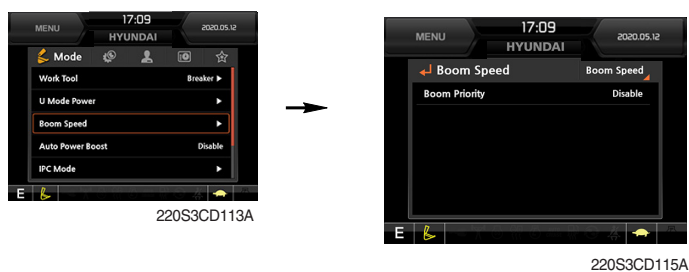 MENU
17:09
HYUNDAI
2020.05.12
Mode
Work Tool
Breaker
U Mode Power
Boom Speed
Auto Power Boost
Disable
IPC Mode
E
220S3CD113A
MENU
17:09
HYUNDAI
2020.05.12
Boom Speed
Boom Speed
Boom Priority
Disable
E
220S3CD115A